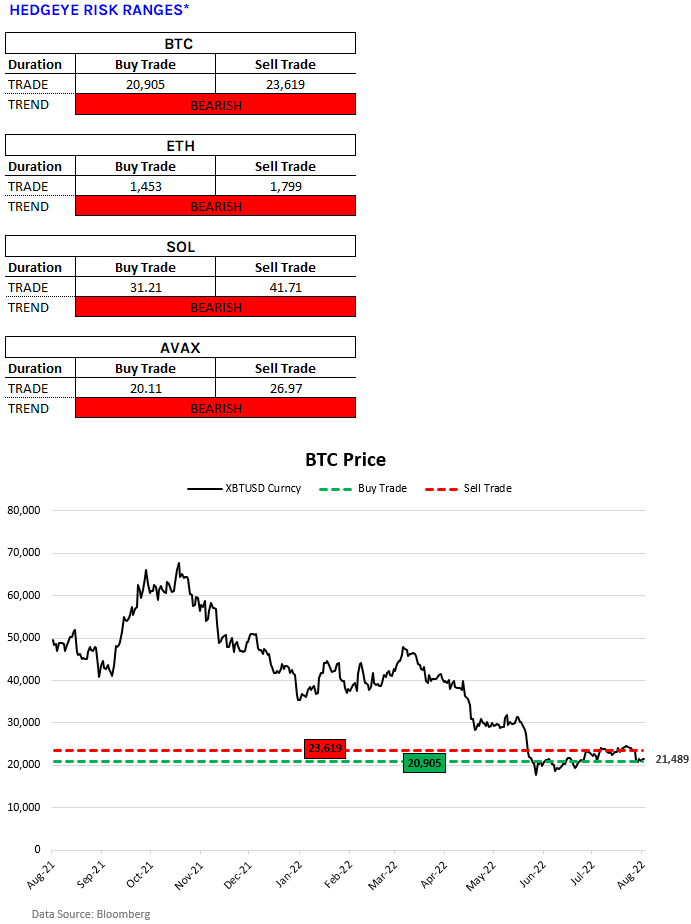 HEDGEYE RISK RANGES*
BTC
Duration Buy Trade Sell Trade
TRADE 20,905 23,619
TREND BEARISH
ETH
Duration Buy Trade Sell Trade
TRADE 1,453 1,799
TREND BEARISH
SOL
Duration Buy Trade Sell Trade
TRADE 31.21 41.71
TREND BEARISH
AVAX
Duration Buy Trade Sell Trade
TRADE 20.11 26.97
TREND BEARISH
BTC Price
XBTUSD Curncy Buy Trade Sell Trade
80,000
70,000
60,000
50,000
40,000
30,000
23,619
20,905
21,489
20,000
10,000
0
Aug-21 Sep-21 Oct-21 Nov-21 Dec-21 Jan-22 Feb-22 Mar-22 Apr-22 May-22 Jun-22 Jul-22 Aug-22
Data Source: Bloomberg